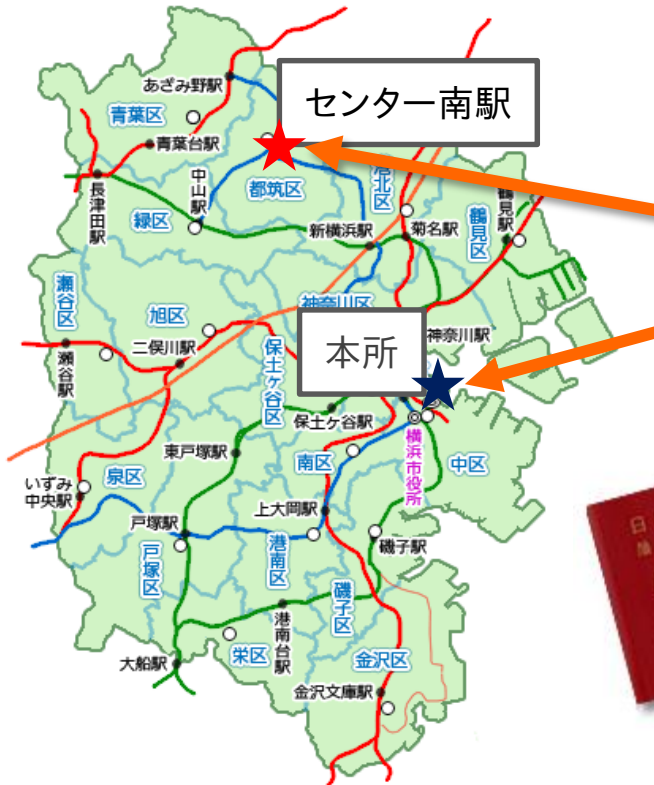 あざみ野駅
センター南駅
青葉区
青葉台駅
長津田駅
中山駅
都筑区
港北区
緑区
新横浜駅
菊名駅
鶴見駅
鶴見区
瀬谷区
旭区
神奈川区
瀬谷駅
二俣川駅
本所
神奈川駅
保土ヶ谷区
保土ヶ谷駅
横浜市役所
東戸塚駅
南区
中区
泉区
いずみ
中央駅
上大岡駅
戸塚駅
磯子駅
戸塚区
港南区
磯子区
港南台駅
栄区
大船駅
金沢区
金沢文庫駅